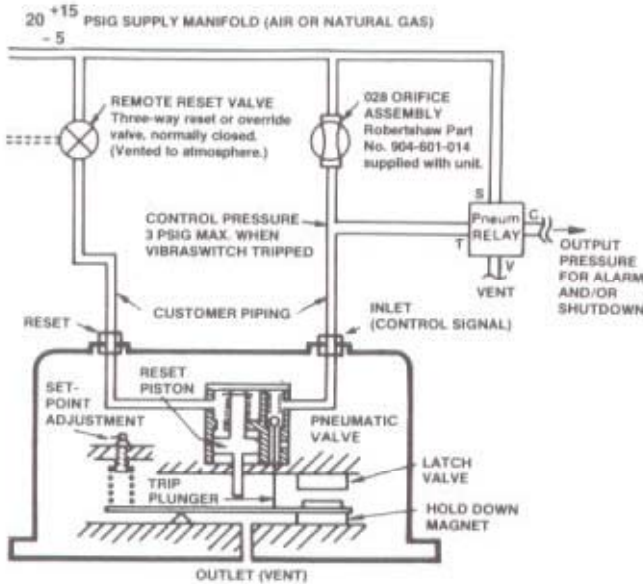 20 +15 - 5 PSIG SUPPLY MANIFOLD (AIR OR NATURAL GAS)
REMOTE RESET VALVE
Three-way reset or override
valve, normally closed.
(Vented to atmosphere.)
028 ORIFICE
ASSEMBLY
Robertshaw Part
No. 904-601-014
supplied with unit.
CONTROL PRESSURE
3 PSIG MAX. WHEN
VIBRASWITCH TRIPPED
S
Pneum
RELAY
C
T
V
VENT
OUTPUT
PRESSURE
FOR ALARM
AND/OR
SHUTDOWN
CUSTOMER PIPING
RESET
INLET
(CONTROL SIGNAL)
RESET
PISTON
SET-
POINT
ADJUSTMENT
PNEUMATIC
VALVE
LATCH
VALVE
TRIP
PLUNGER
HOLD DOWN
MAGNET
OUTLET (VENT)